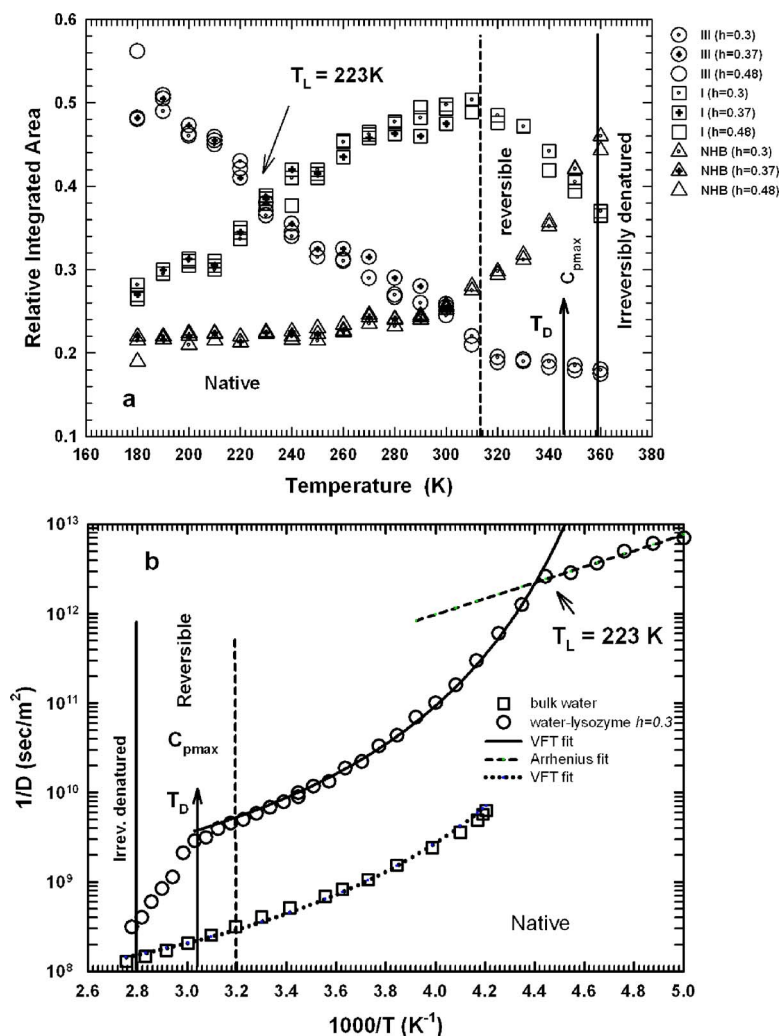 0.6
0.5
0.4
0.3
0.2
0.1
Relative Integrated Area
T_L = 223K
reversible
C_pmax
T_D
Irreversibly denatured
Native
a
160 180 200 220 240 260 280 300 320 340 360 380
Temperature (K)
III (h=0.3)
III (h=0.37)
III (h=0.48)
I (h=0.3)
I (h=0.37)
I (h=0.48)
NHB (h=0.3)
NHB (h=0.37)
NHB (h=0.48)
b
10^13
10^12
10^11
10^10
10^9
10^8
1/D (sec/m^2)
Irrev. denatured
Reversible
C_pmax
T_D
T_L = 223 K
bulk water
water-lysozyme h=0.3
VFT fit
Arrhenius fit
VFT fit
Native
2.6 2.8 3.0 3.2 3.4 3.6 3.8 4.0 4.2 4.4 4.6 4.8 5.0
1000/T (K^-1)